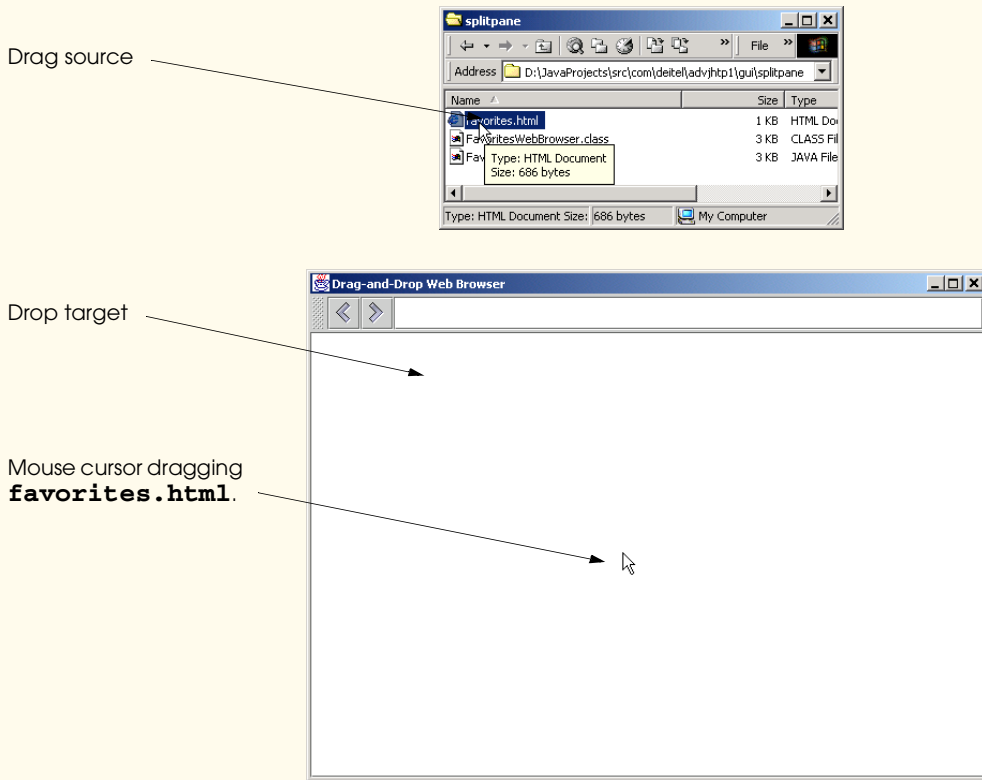 splitpane
Drag source
File
Address D:\JavaProjects\src\com\deitel\advjhtp1\gui\splitpane
Name Size Type
favorites.html 1 KB HTML Do
FavoritesWebBrowser.class 3 KB CLASS Fil
Fav 3 KB JAVA File
Type: HTML Document
Size: 686 bytes
Type: HTML Document Size: 686 bytes My Computer
Drag-and-Drop Web Browser
Drop target
Mouse cursor dragging
favorites.html.